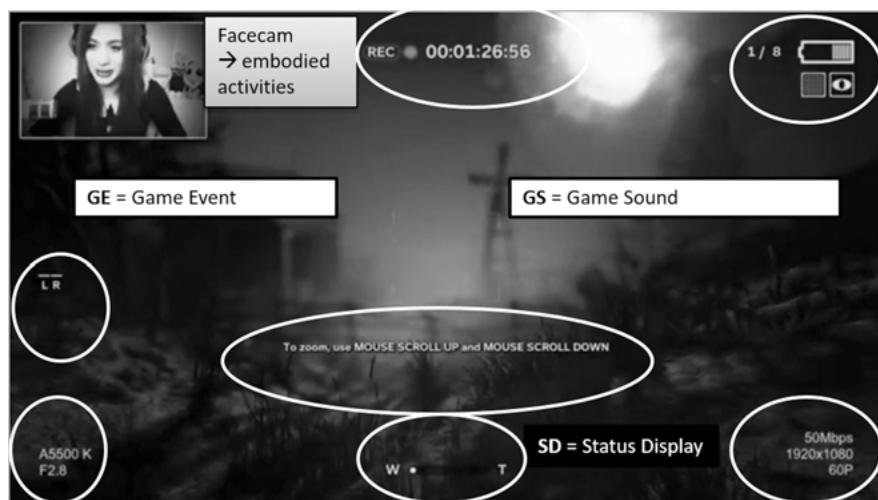 Facecam
→ embodied
activities
REC 00:01:26:56
1 / 8
GE = Game Event
GS = Game Sound
L R
To zoom, use MOUSE SCROLL UP and MOUSE SCROLL DOWN
A5500 K
F2.8
W T
SD = Status Display
50Mbps
1920x1080
60P